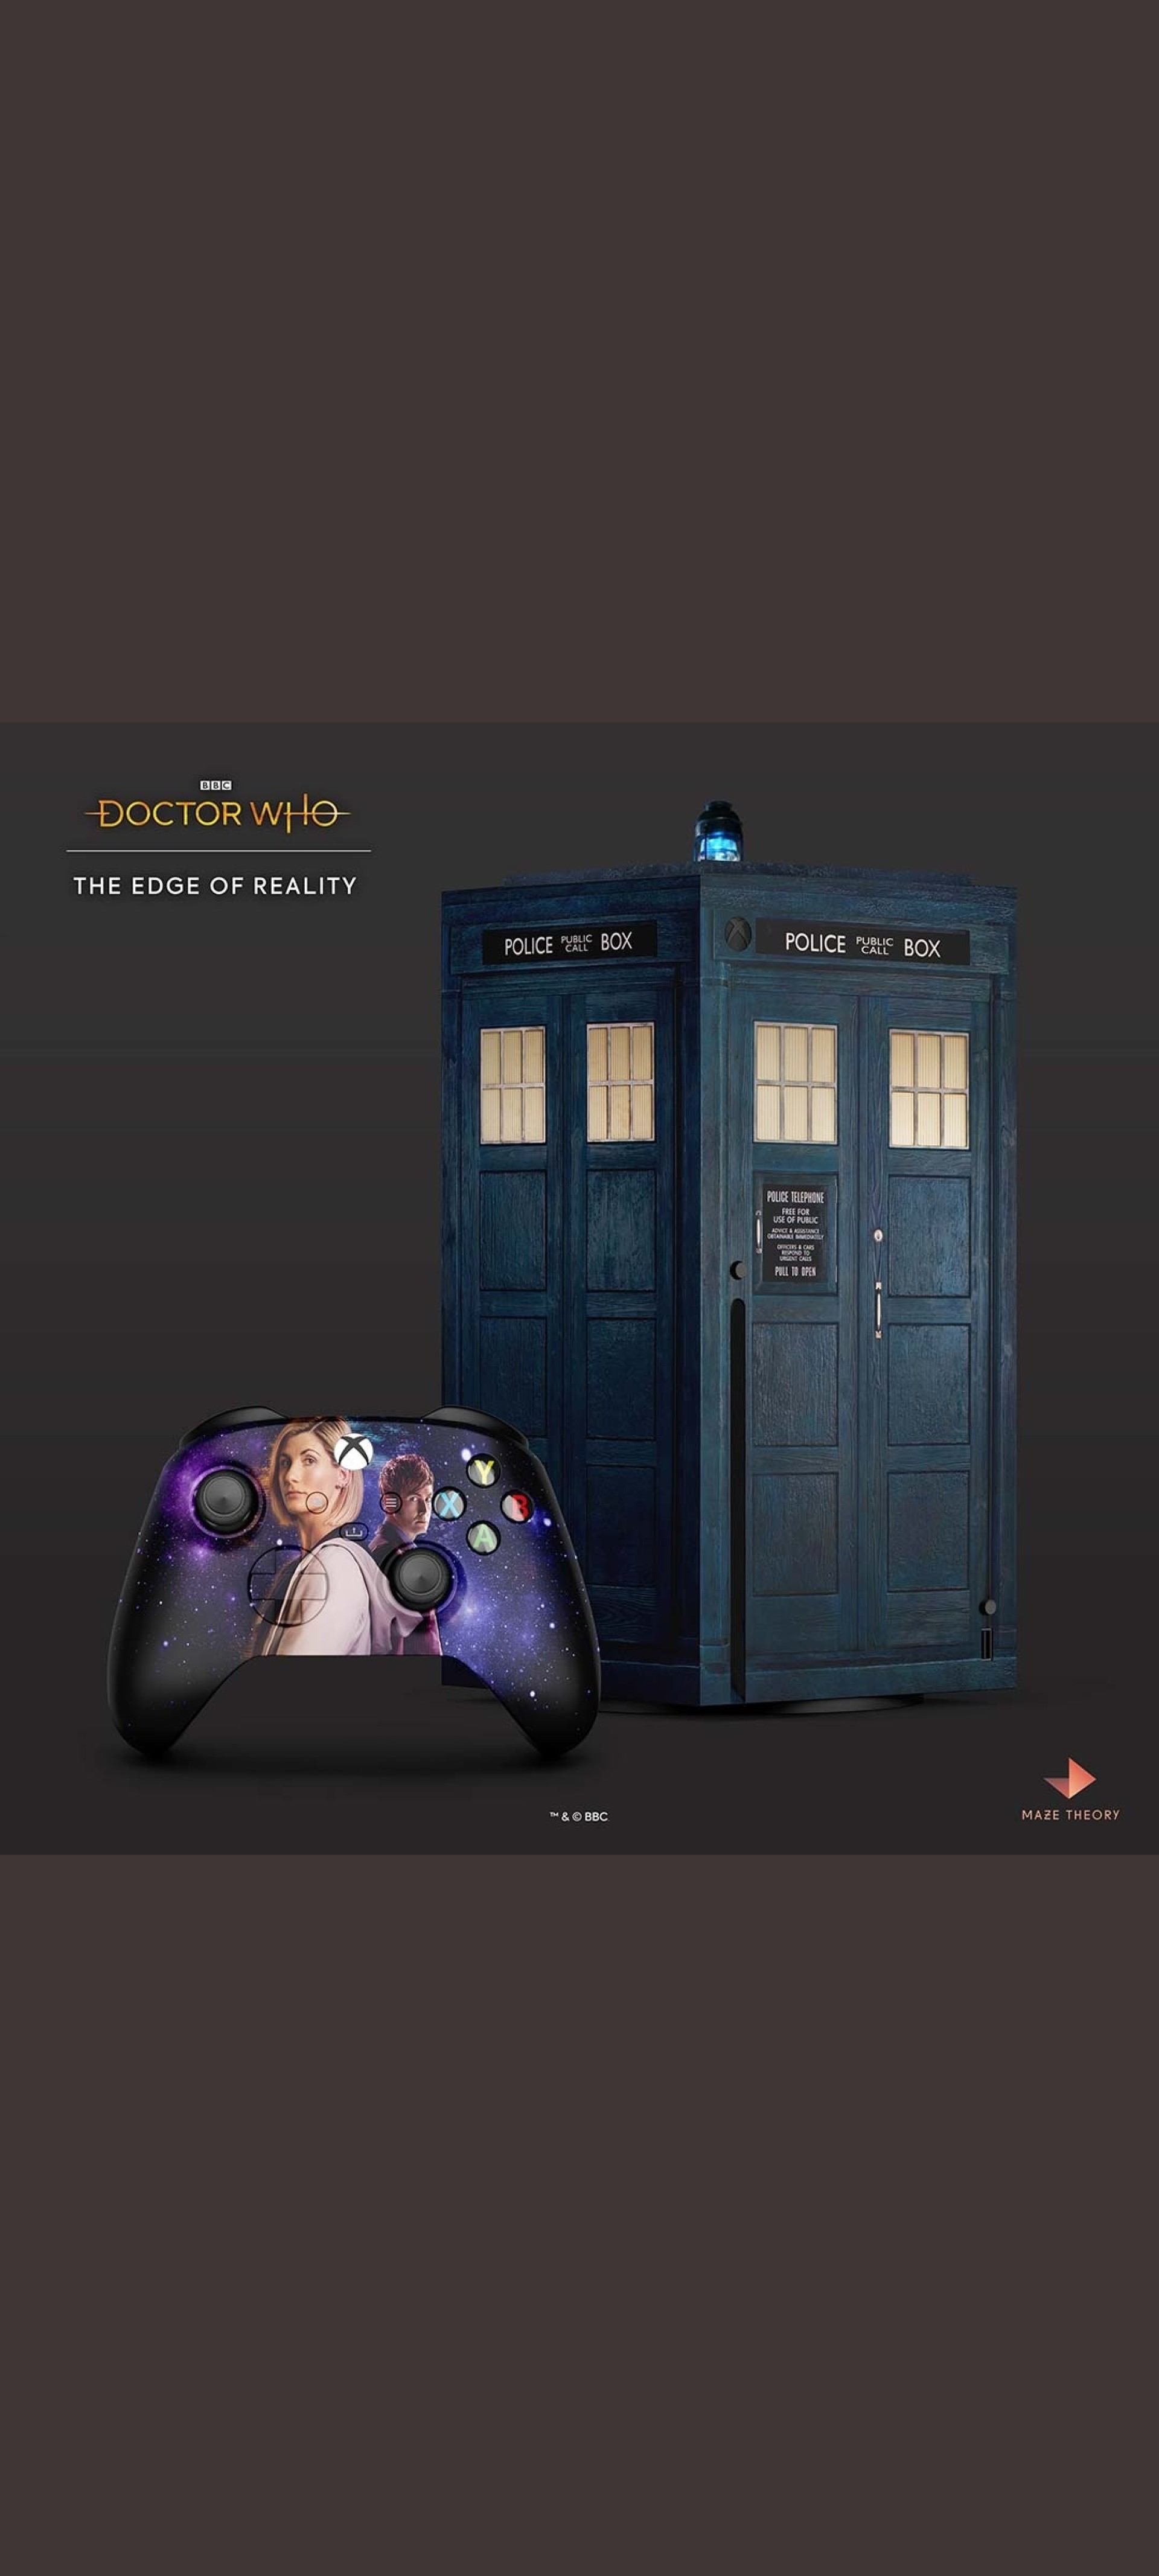 BBC
DOCTOR WHO
THE EDGE OF REALITY
POLICE PUBLIC CALL BOX
POLICE PUBLIC CALL BOX
POLICE TELEPHONE
FREE FOR
USE OF PUBLIC
ADVICE & ASSISTANCE
OBTAINABLE IMMEDIATELY
OFFICERS & CARS
RESPOND TO
URGENT CALLS
PULL TO OPEN
Y
X
B
A
™ & © BBC
MAZE THEORY